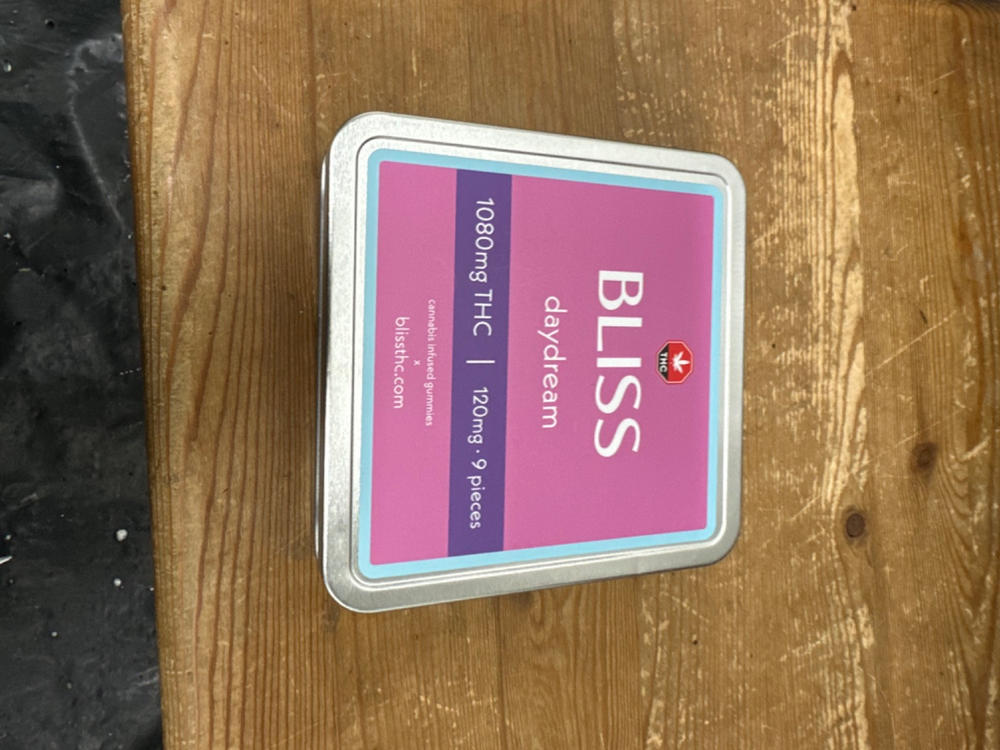 THC
BLISS
daydream
1080mg THC | 120mg · 9 pieces
cannabis infused gummies
x
blissthc.com